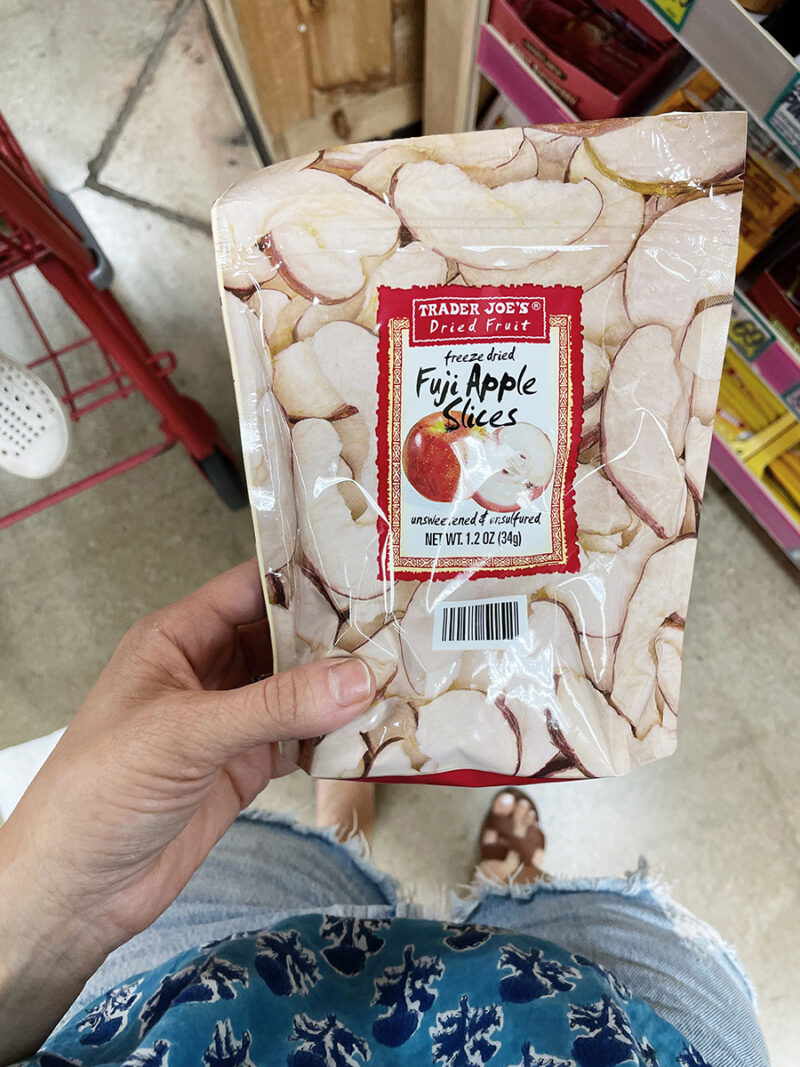 TRADER JOE'S®
Dried Fruit
freeze dried
Fuji Apple
Slices
unsweetened & unsulfured
NET WT. 1.2 OZ (34g)